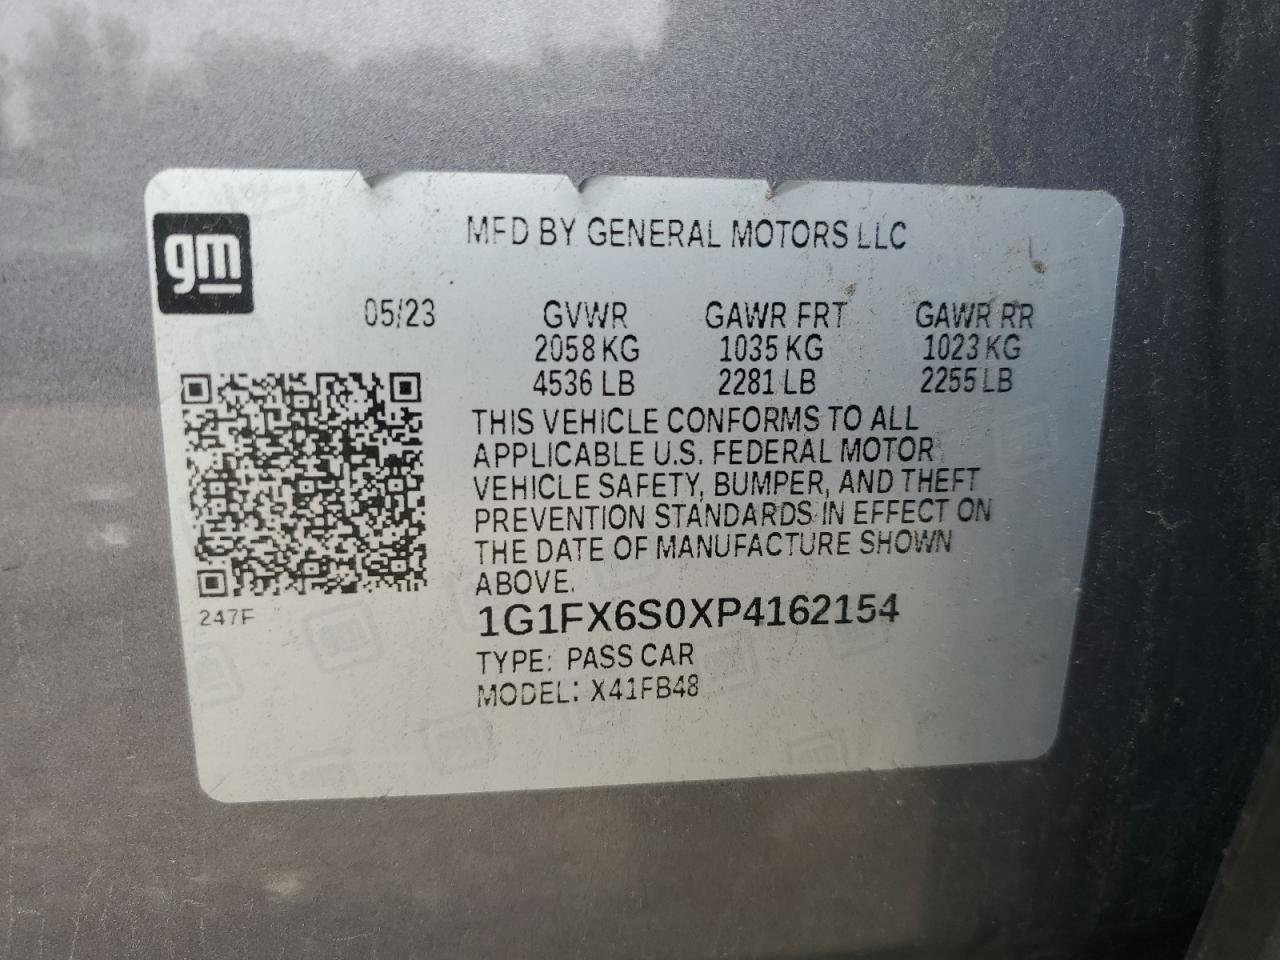 gm
MFD BY GENERAL MOTORS LLC
05/23 GVWR GAWR FRT GAWR RR
2058 KG 1035 KG 1023 KG
4536 LB 2281 LB 2255 LB
THIS VEHICLE CONFORMS TO ALL
APPLICABLE U.S. FEDERAL MOTOR
VEHICLE SAFETY, BUMPER, AND THEFT
PREVENTION STANDARDS IN EFFECT ON
THE DATE OF MANUFACTURE SHOWN
ABOVE.
247F
1G1FX6S0XP4162154
TYPE: PASS CAR
MODEL: X41FB48